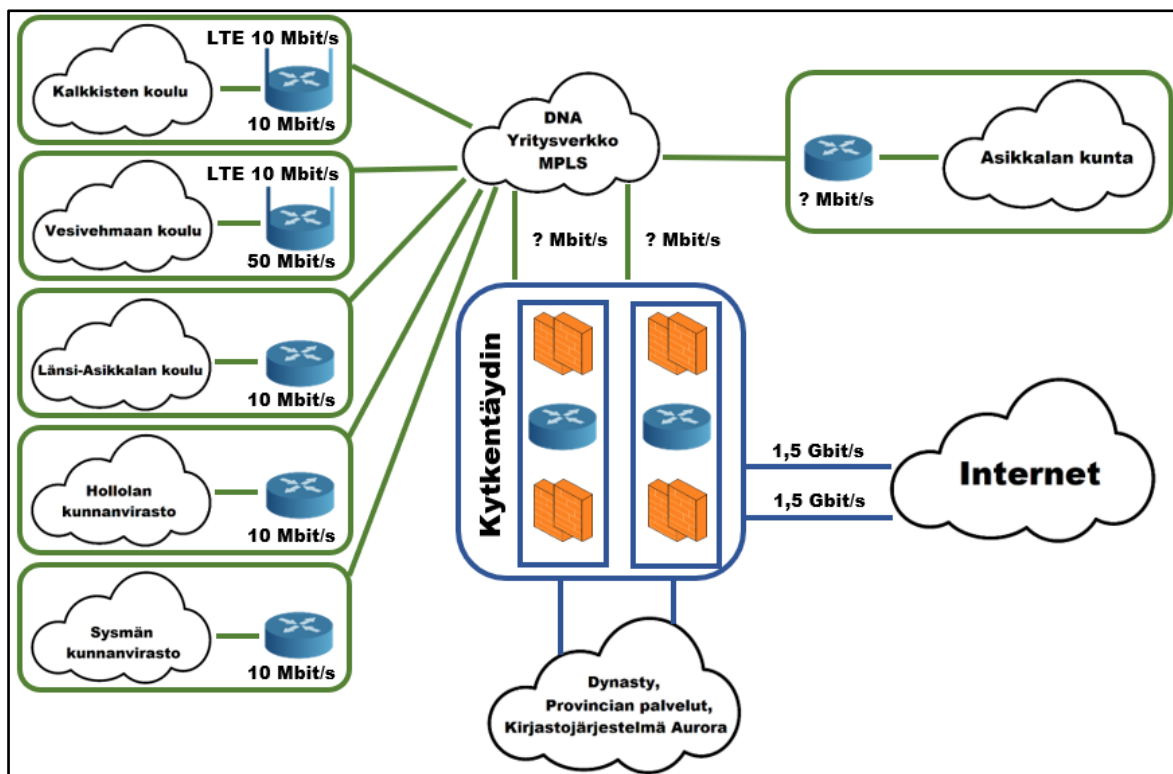 LTE 10 Mbit/s
Kalkkisten koulu
10 Mbit/s
LTE 10 Mbit/s
Vesivehmaan koulu
50 Mbit/s
Länsi-Asikkalan koulu
10 Mbit/s
Hollolan
kunnanvirasto
10 Mbit/s
Sysmän
kunnanvirasto
10 Mbit/s
DNA
Yritysverkko
MPLS
? Mbit/s
? Mbit/s
Asikkalan kunta
? Mbit/s
Kytkentäydin
1,5 Gbit/s
1,5 Gbit/s
Internet
Dynasty,
Provincian palvelut,
Kirjastojärjestelmä Aurora